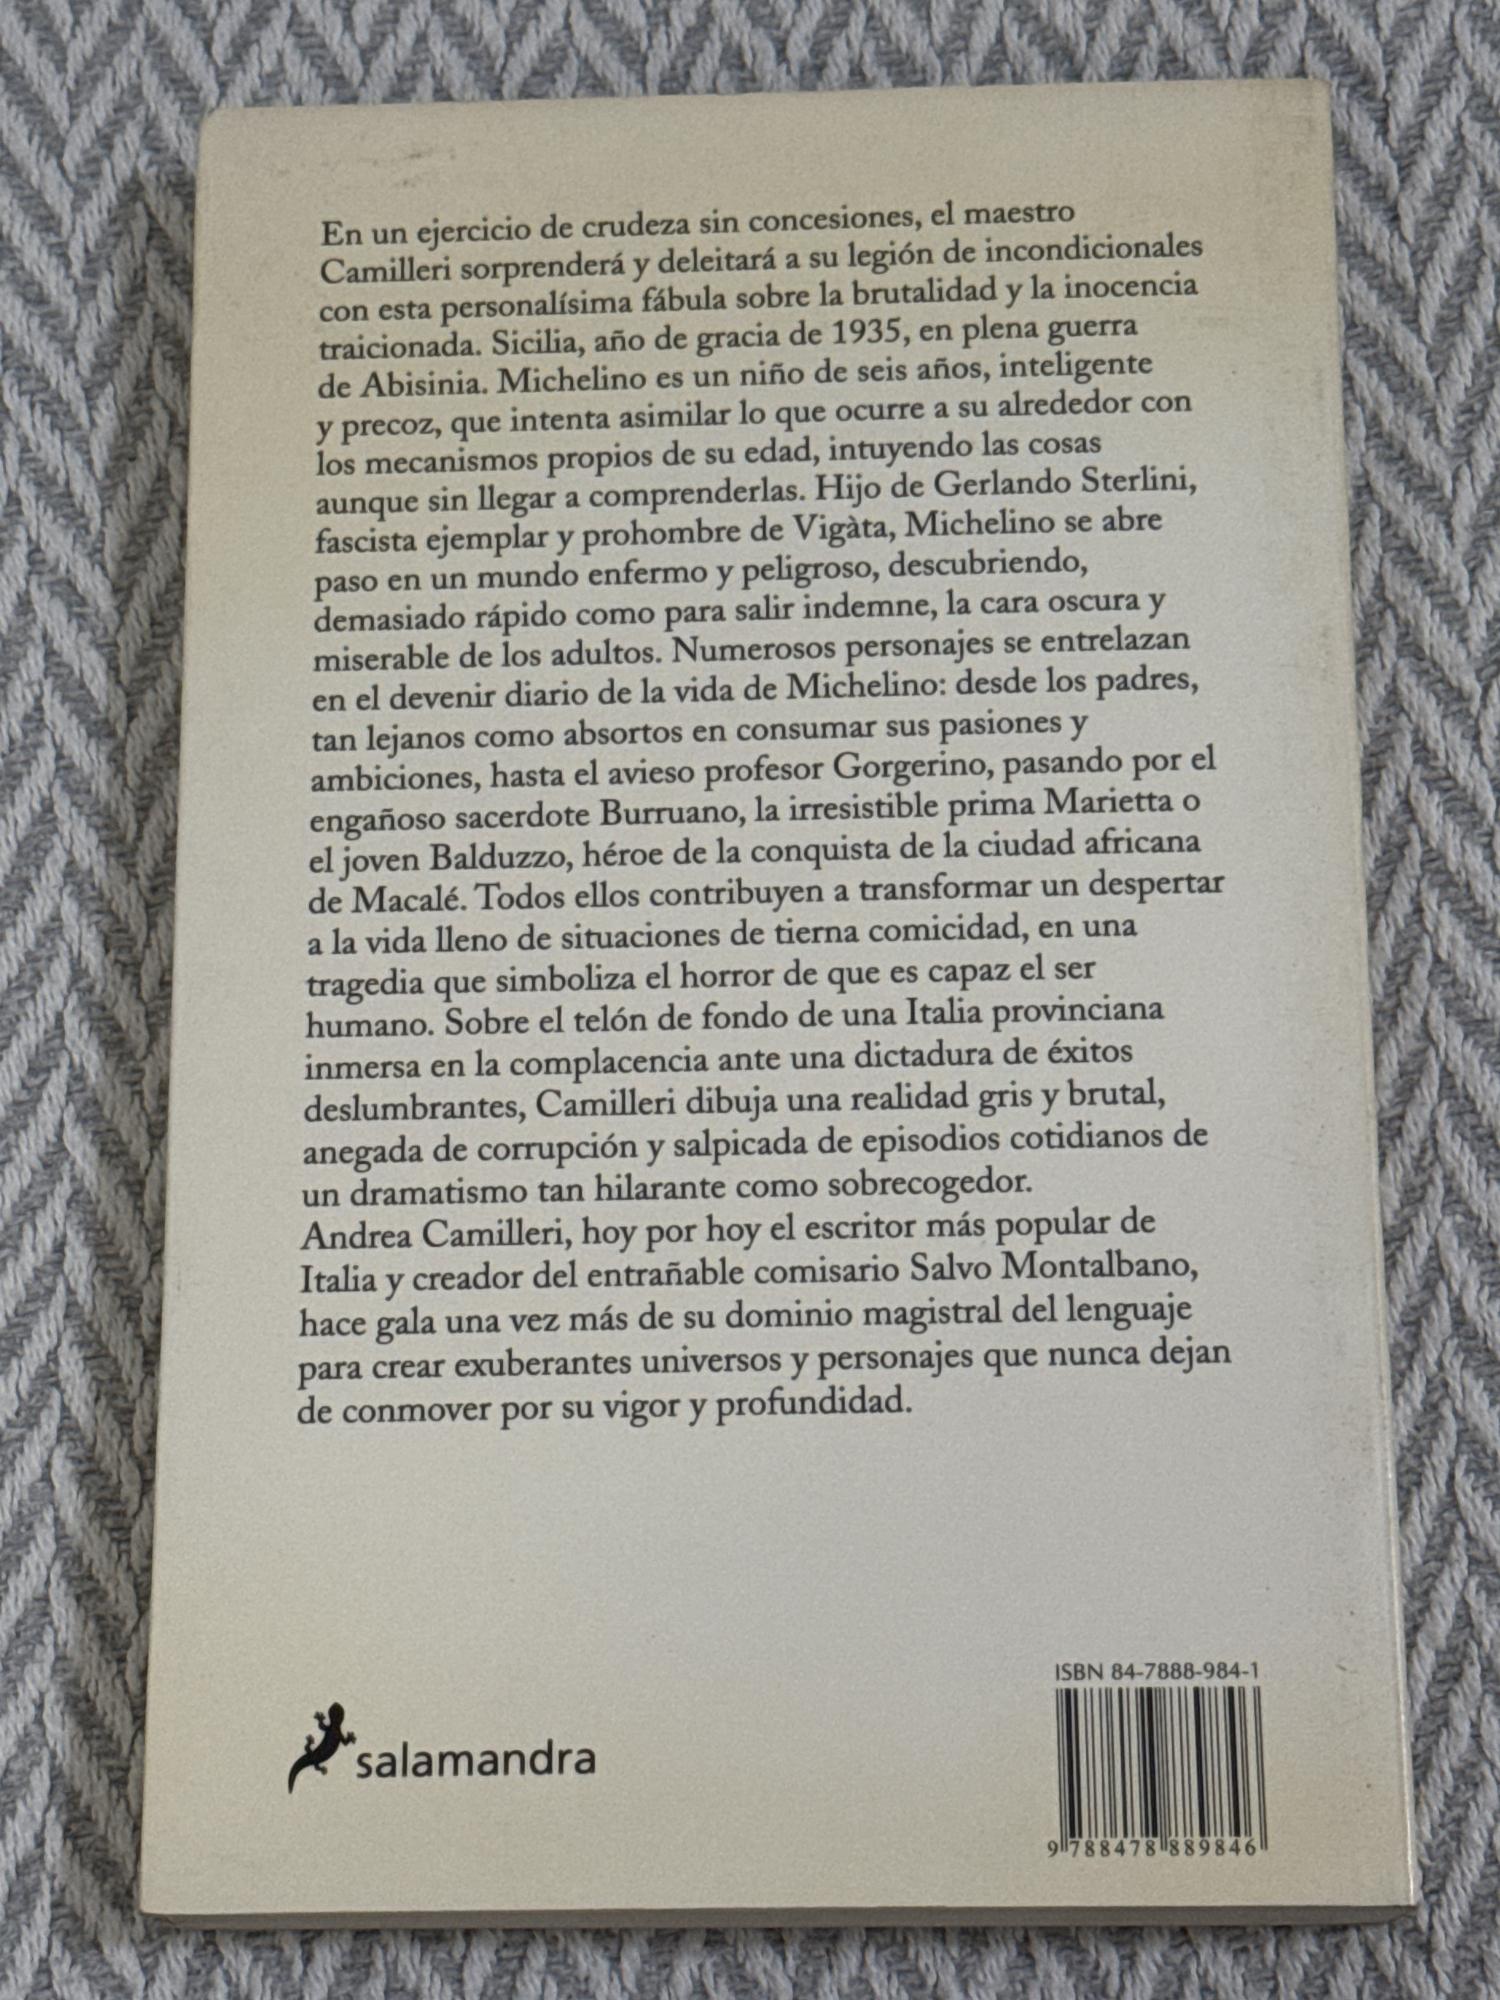 En un ejercicio de crudeza sin concesiones, el maestro
Camilleri sorprenderá y deleitará a su legión de incondicionales
con esta personalísima fábula sobre la brutalidad y la inocencia
traicionada. Sicilia, año de gracia de 1935, en plena guerra
de Abisinia. Michelino es un niño de seis años, inteligente
y precoz, que intenta asimilar lo que ocurre a su alrededor con
los mecanismos propios de su edad, intuyendo las cosas
aunque sin llegar a comprenderlas. Hijo de Gerlando Sterlini,
fascista ejemplar y prohombre de Vigàta, Michelino se abre
paso en un mundo enfermo y peligroso, descubriendo,
demasiado rápido como para salir indemne, la cara oscura y
miserable de los adultos. Numerosos personajes se entrelazan
en el devenir diario de la vida de Michelino: desde los padres,
tan lejanos como absortos en consumar sus pasiones y
ambiciones, hasta el avieso profesor Gorgerino, pasando por el
engañoso sacerdote Burruano, la irresistible prima Marietta o
el joven Balduzzo, héroe de la conquista de la ciudad africana
de Macalé. Todos ellos contribuyen a transformar un despertar
a la vida lleno de situaciones de tierna comicidad, en una
tragedia que simboliza el horror de que es capaz el ser
humano. Sobre el telón de fondo de una Italia provinciana
inmersa en la complacencia ante una dictadura de éxitos
deslumbrantes, Camilleri dibuja una realidad gris y brutal,
anegada de corrupción y salpicada de episodios cotidianos de
un dramatismo tan hilarante como sobrecogedor.
Andrea Camilleri, hoy por hoy el escritor más popular de
Italia y creador del entrañable comisario Salvo Montalbano,
hace gala una vez más de su dominio magistral del lenguaje
para crear exuberantes universos y personajes que nunca dejan
de conmover por su vigor y profundidad.
salamandra
ISBN 84-7888-984-1
9 788478 889846